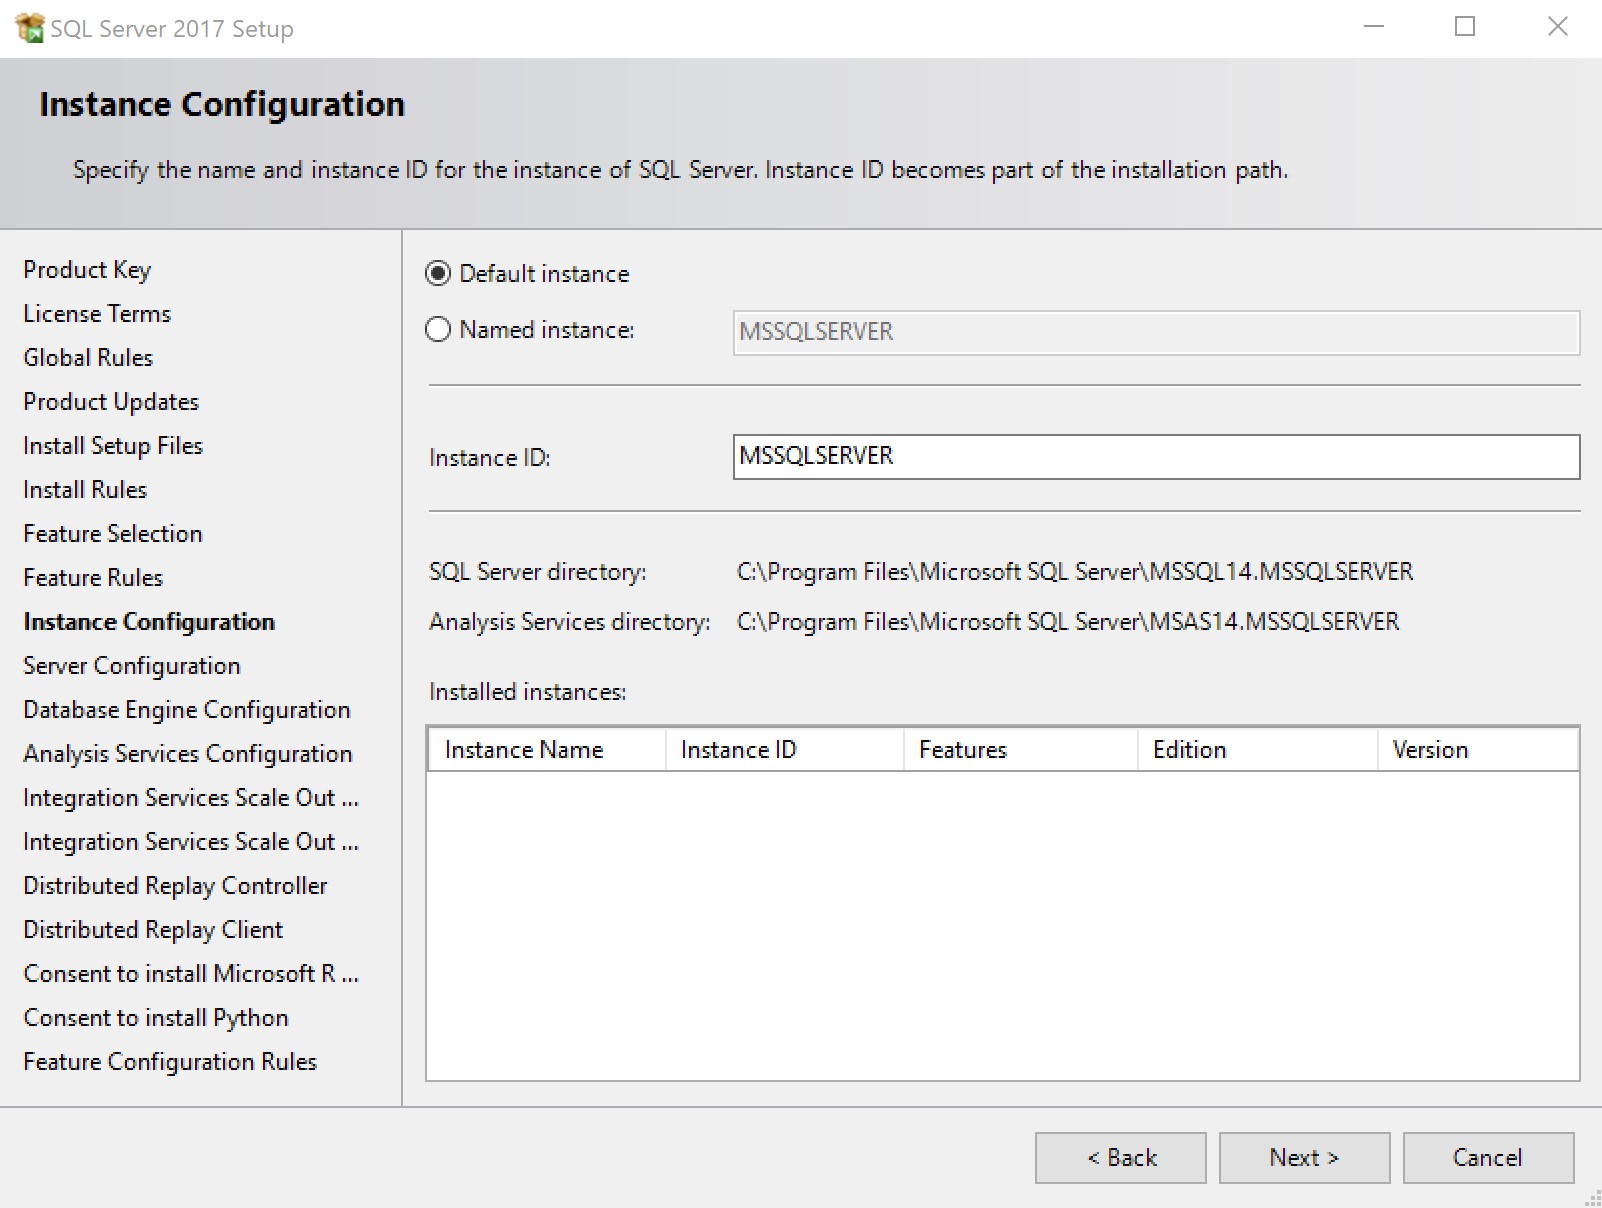 SQL Server 2017 Setup
Instance Configuration
Specify the name and instance ID for the instance of SQL Server. Instance ID becomes part of the installation path.
Product Key
License Terms
Global Rules
Product Updates
Install Setup Files
Install Rules
Feature Selection
Feature Rules
Instance Configuration
Server Configuration
Database Engine Configuration
Analysis Services Configuration
Integration Services Scale Out ...
Integration Services Scale Out ...
Distributed Replay Controller
Distributed Replay Client
Consent to install Microsoft R ...
Consent to install Python
Feature Configuration Rules
Default instance
Named instance: MSSQLSERVER
Instance ID: MSSQLSERVER
SQL Server directory: C:\Program Files\Microsoft SQL Server\MSSQL14.MSSQLSERVER
Analysis Services directory: C:\Program Files\Microsoft SQL Server\MSAS14.MSSQLSERVER
Installed instances:
Instance Name Instance ID Features Edition Version
< Back Next > Cancel